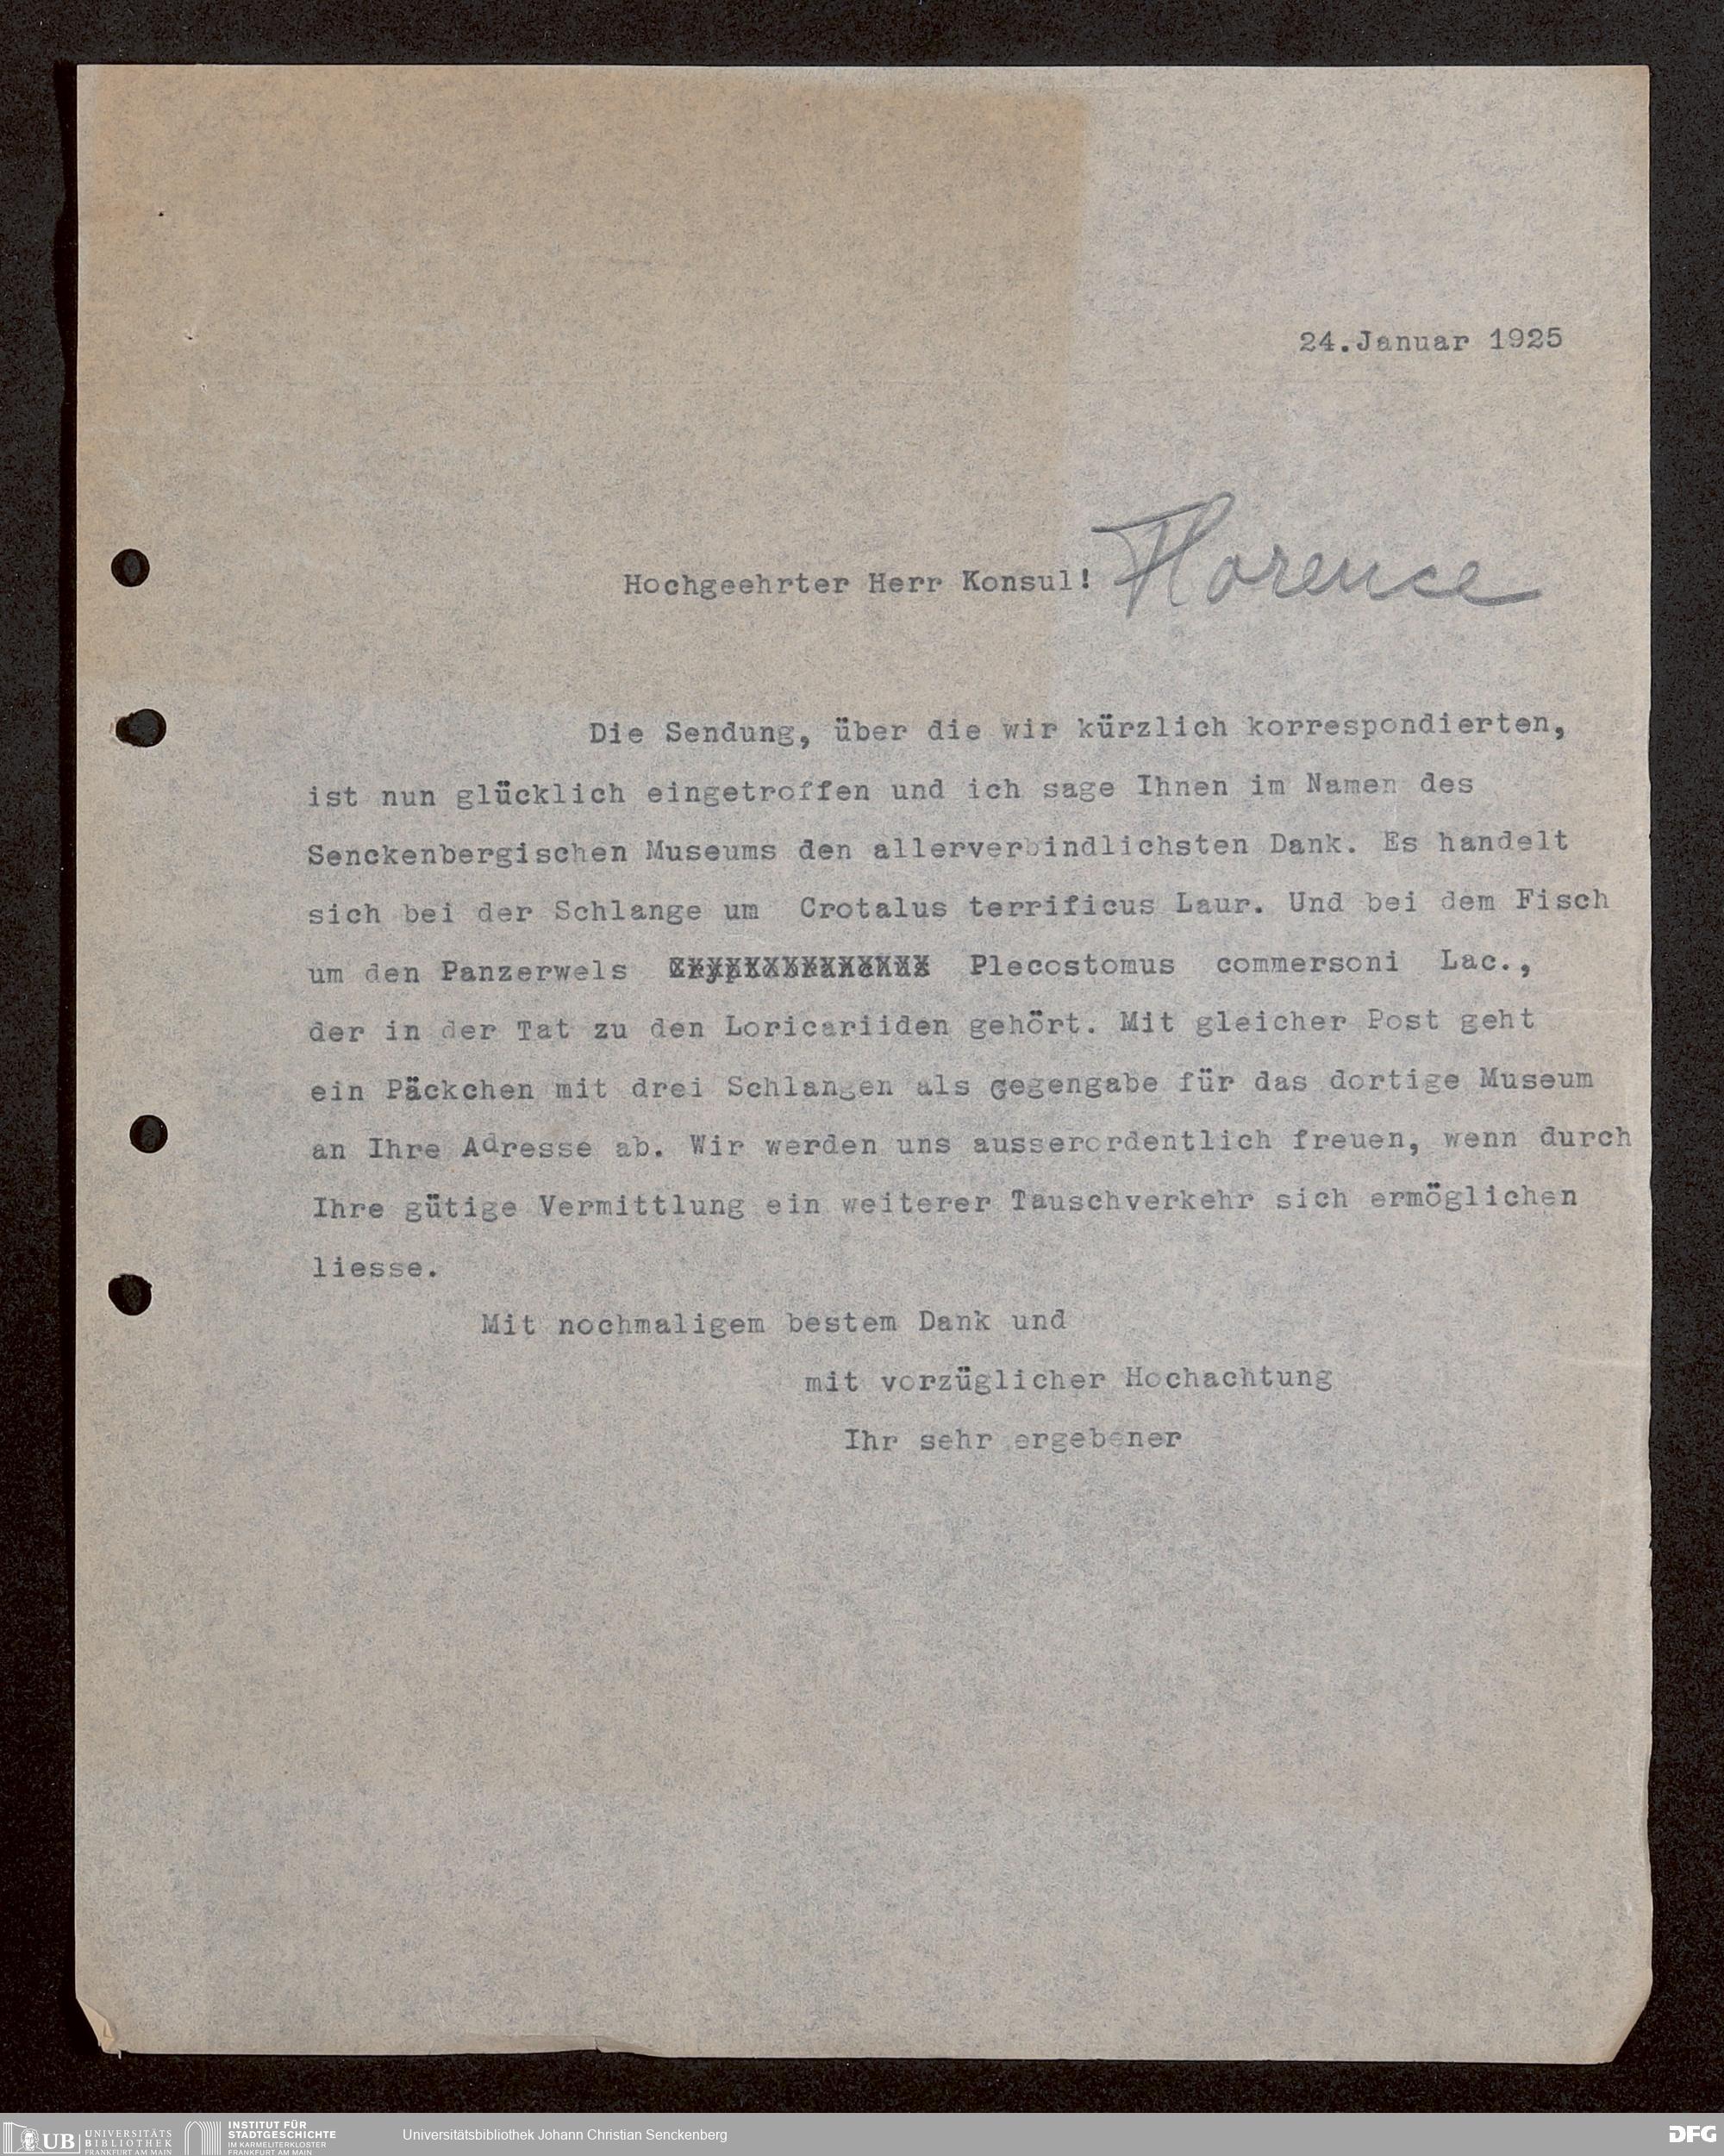 24.Januar 1925
Hochgeehrter Herr Konsul! Florence
Die Sendung, über die wir kürzlich korrespondierten,
ist nun glücklich eingetroffen und ich sage Ihnen im Namen des
Senckenbergischen Museums den allerverbindlichsten Dank. Es handelt
sich bei der Schlange um Crotalus terrificus Laur. Und bei dem Fisch
um den Panzerwels Plecostomus commersoni Lac.,
der in der Tat zu den Loricariiden gehört. Mit gleicher Post geht
ein Päckchen mit drei Schlangen als Gegengabe für das dortige Museum
an Ihre Adresse ab. Wir werden uns ausserordentlich freuen, wenn durch
Ihre gütige Vermittlung ein weiterer Tauschverkehr sich ermöglichen
liesse.
Mit nochmaligem bestem Dank und
mit vorzüglicher Hochachtung
Ihr sehr ergebener
UB UNIVERSITÄTS
BIBLIOTHEK
FRANKFURT AM MAIN
INSTITUT FÜR
STADTGESCHICHTE
IM KARMELITERKLOSTER
FRANKFURT AM MAIN
Universitätsbibliothek Johann Christian Senckenberg
DFG